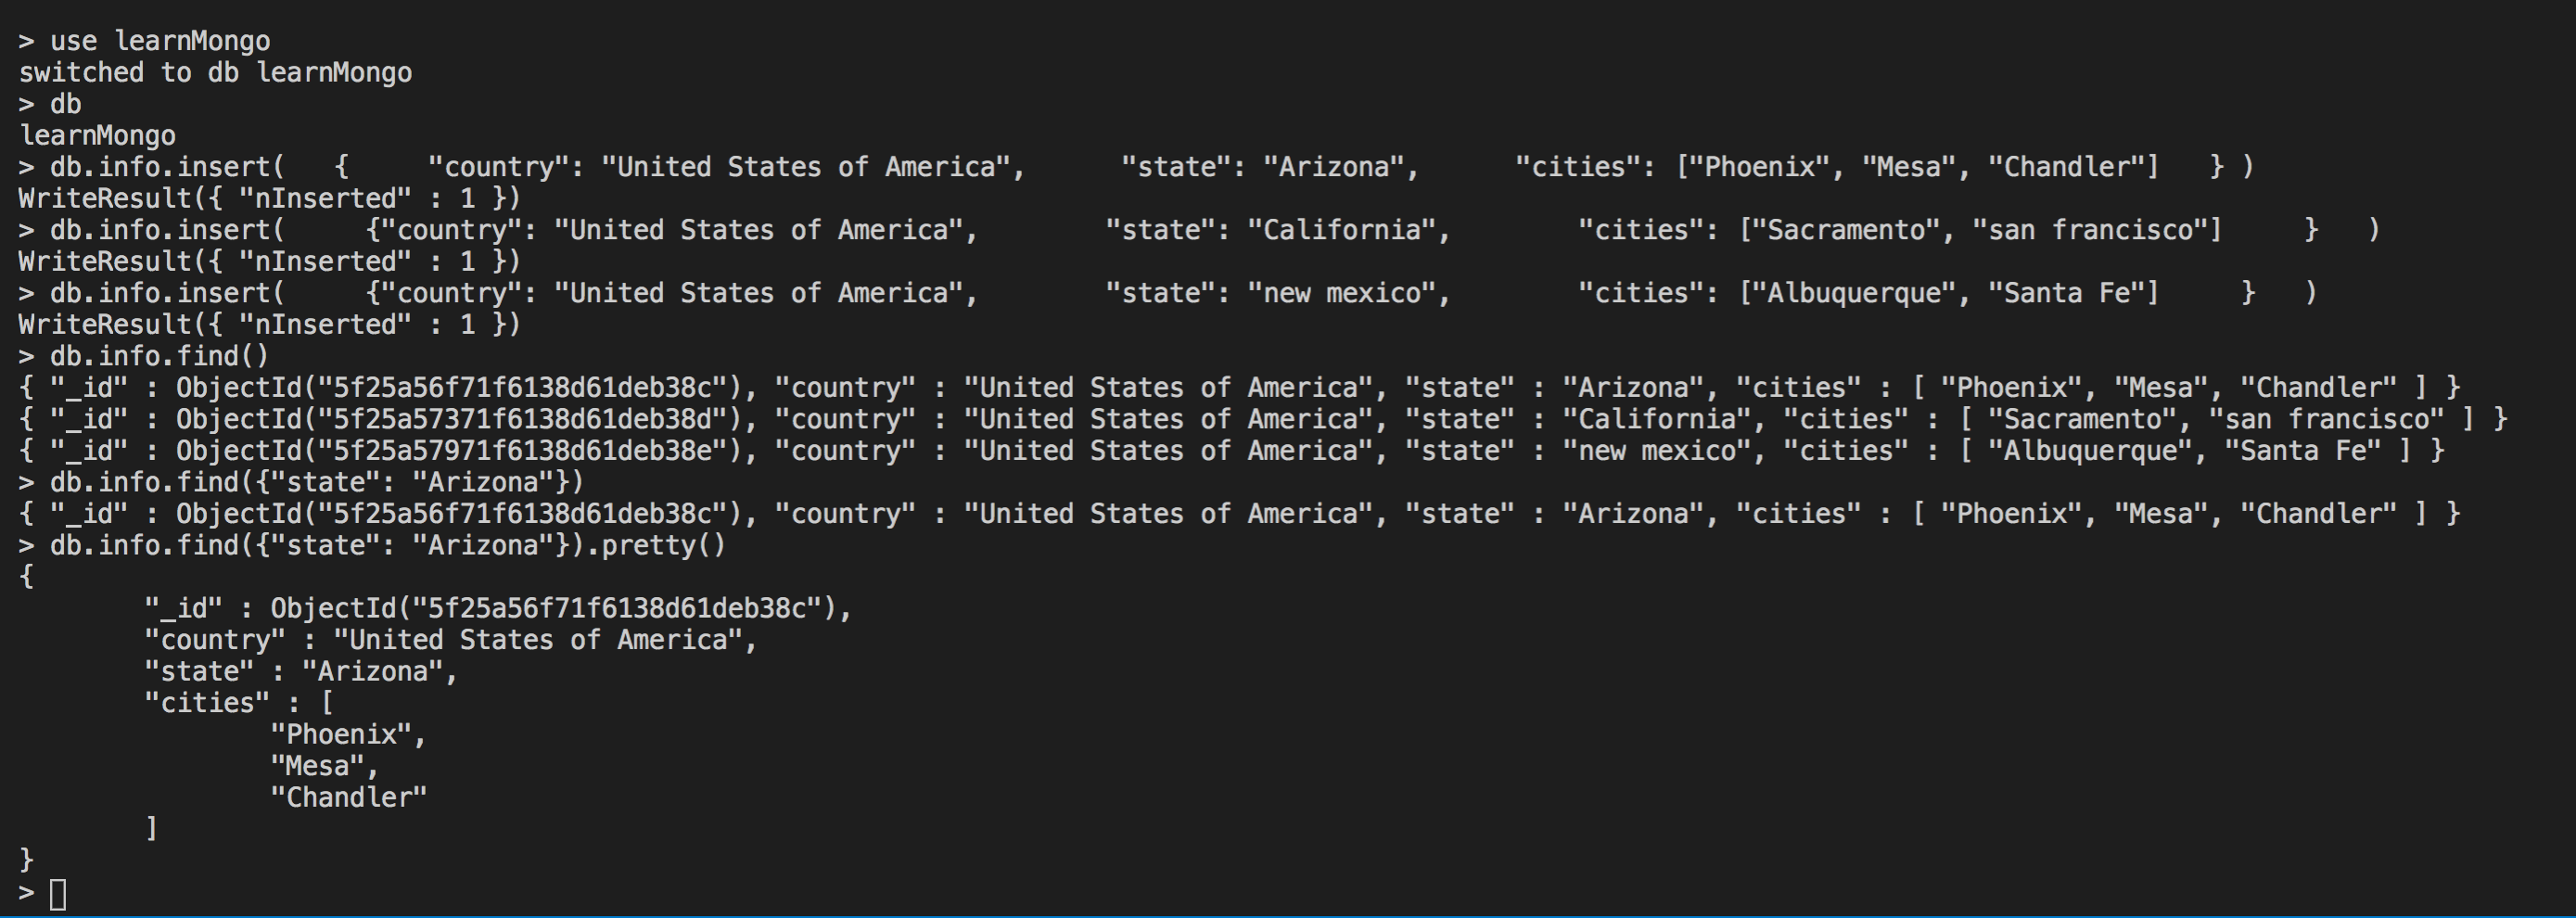 > use learnMongo
switched to db learnMongo
> db
learnMongo
> db.info.insert(   {     "country": "United States of America",      "state": "Arizona",      "cities": ["Phoenix", "Mesa", "Chandler"]   } )
WriteResult({ "nInserted" : 1 })
> db.info.insert(     {"country": "United States of America",        "state": "California",        "cities": ["Sacramento", "san francisco"]     }   )
WriteResult({ "nInserted" : 1 })
> db.info.insert(     {"country": "United States of America",        "state": "new mexico",        "cities": ["Albuquerque", "Santa Fe"]     }   )
WriteResult({ "nInserted" : 1 })
> db.info.find()
{ "_id" : ObjectId("5f25a56f71f6138d61deb38c"), "country" : "United States of America", "state" : "Arizona", "cities" : [ "Phoenix", "Mesa", "Chandler" ] }
{ "_id" : ObjectId("5f25a57371f6138d61deb38d"), "country" : "United States of America", "state" : "California", "cities" : [ "Sacramento", "san francisco" ] }
{ "_id" : ObjectId("5f25a57971f6138d61deb38e"), "country" : "United States of America", "state" : "new mexico", "cities" : [ "Albuquerque", "Santa Fe" ] }
> db.info.find({"state": "Arizona"})
{ "_id" : ObjectId("5f25a56f71f6138d61deb38c"), "country" : "United States of America", "state" : "Arizona", "cities" : [ "Phoenix", "Mesa", "Chandler" ] }
> db.info.find({"state": "Arizona"}).pretty()
{
        "_id" : ObjectId("5f25a56f71f6138d61deb38c"),
        "country" : "United States of America",
        "state" : "Arizona",
        "cities" : [
                "Phoenix",
                "Mesa",
                "Chandler"
        ]
}
>